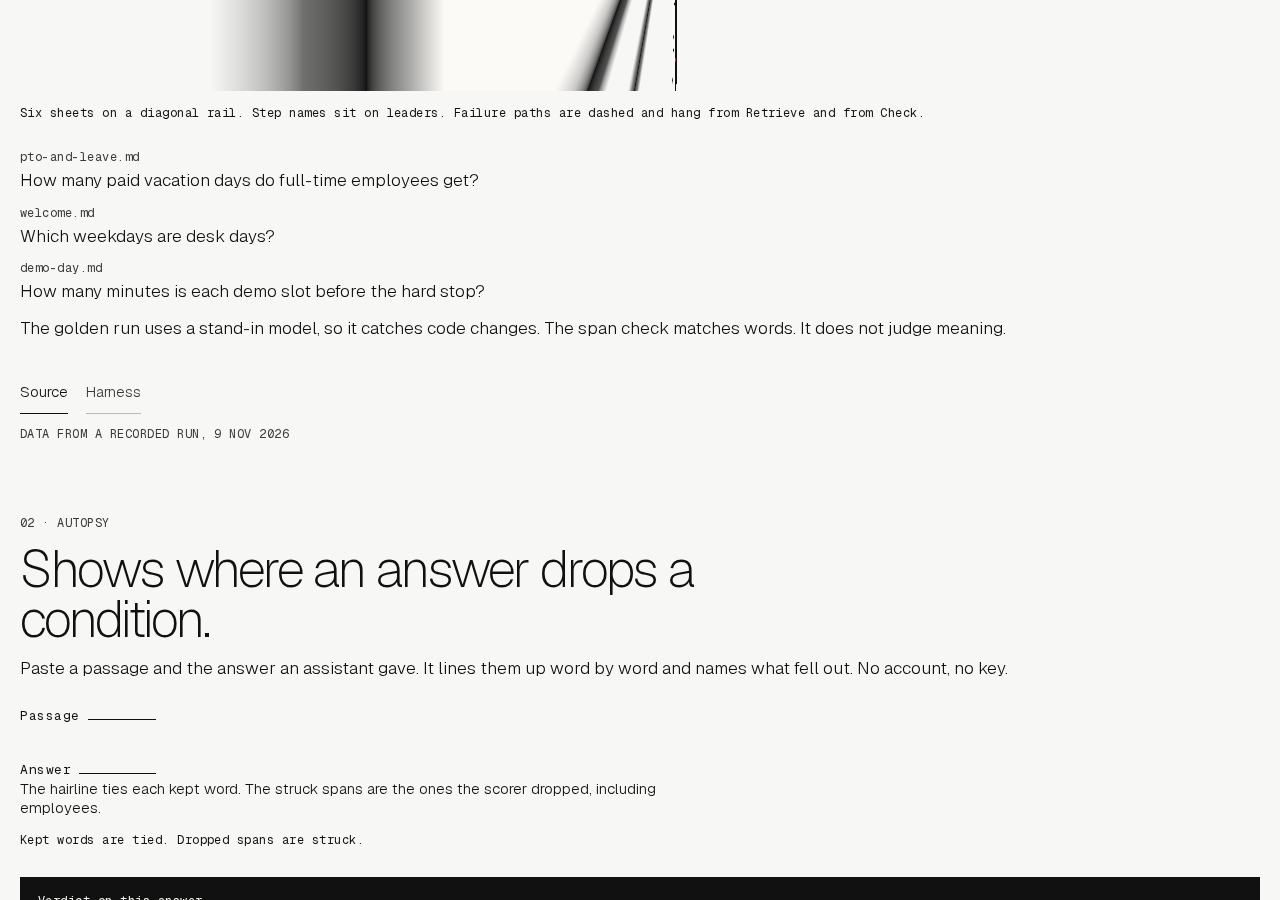 Six sheets on a diagonal rail. Step names sit on leaders. Failure paths are dashed and hang from Retrieve and from Check.
pto-and-leave.md
How many paid vacation days do full-time employees get?
welcome.md
Which weekdays are desk days?
demo-day.md
How many minutes is each demo slot before the hard stop?
The golden run uses a stand-in model, so it catches code changes. The span check matches words. It does not judge meaning.
Source Harness
DATA FROM A RECORDED RUN, 9 NOV 2026
02 · AUTOPSY
Shows where an answer drops a
condition.
Paste a passage and the answer an assistant gave. It lines them up word by word and names what fell out. No account, no key.
Passage
Answer
The hairline ties each kept word. The struck spans are the ones the scorer dropped, including
employees.
Kept words are tied. Dropped spans are struck.
Verdict on this answer